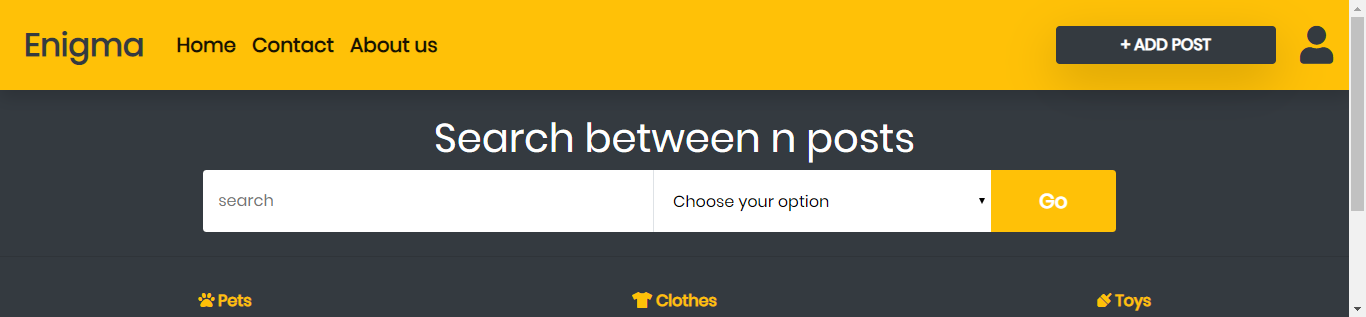 Enigma Home Contact About us + ADD POST
Search between n posts
search Choose your option Go
Pets Clothes Toys